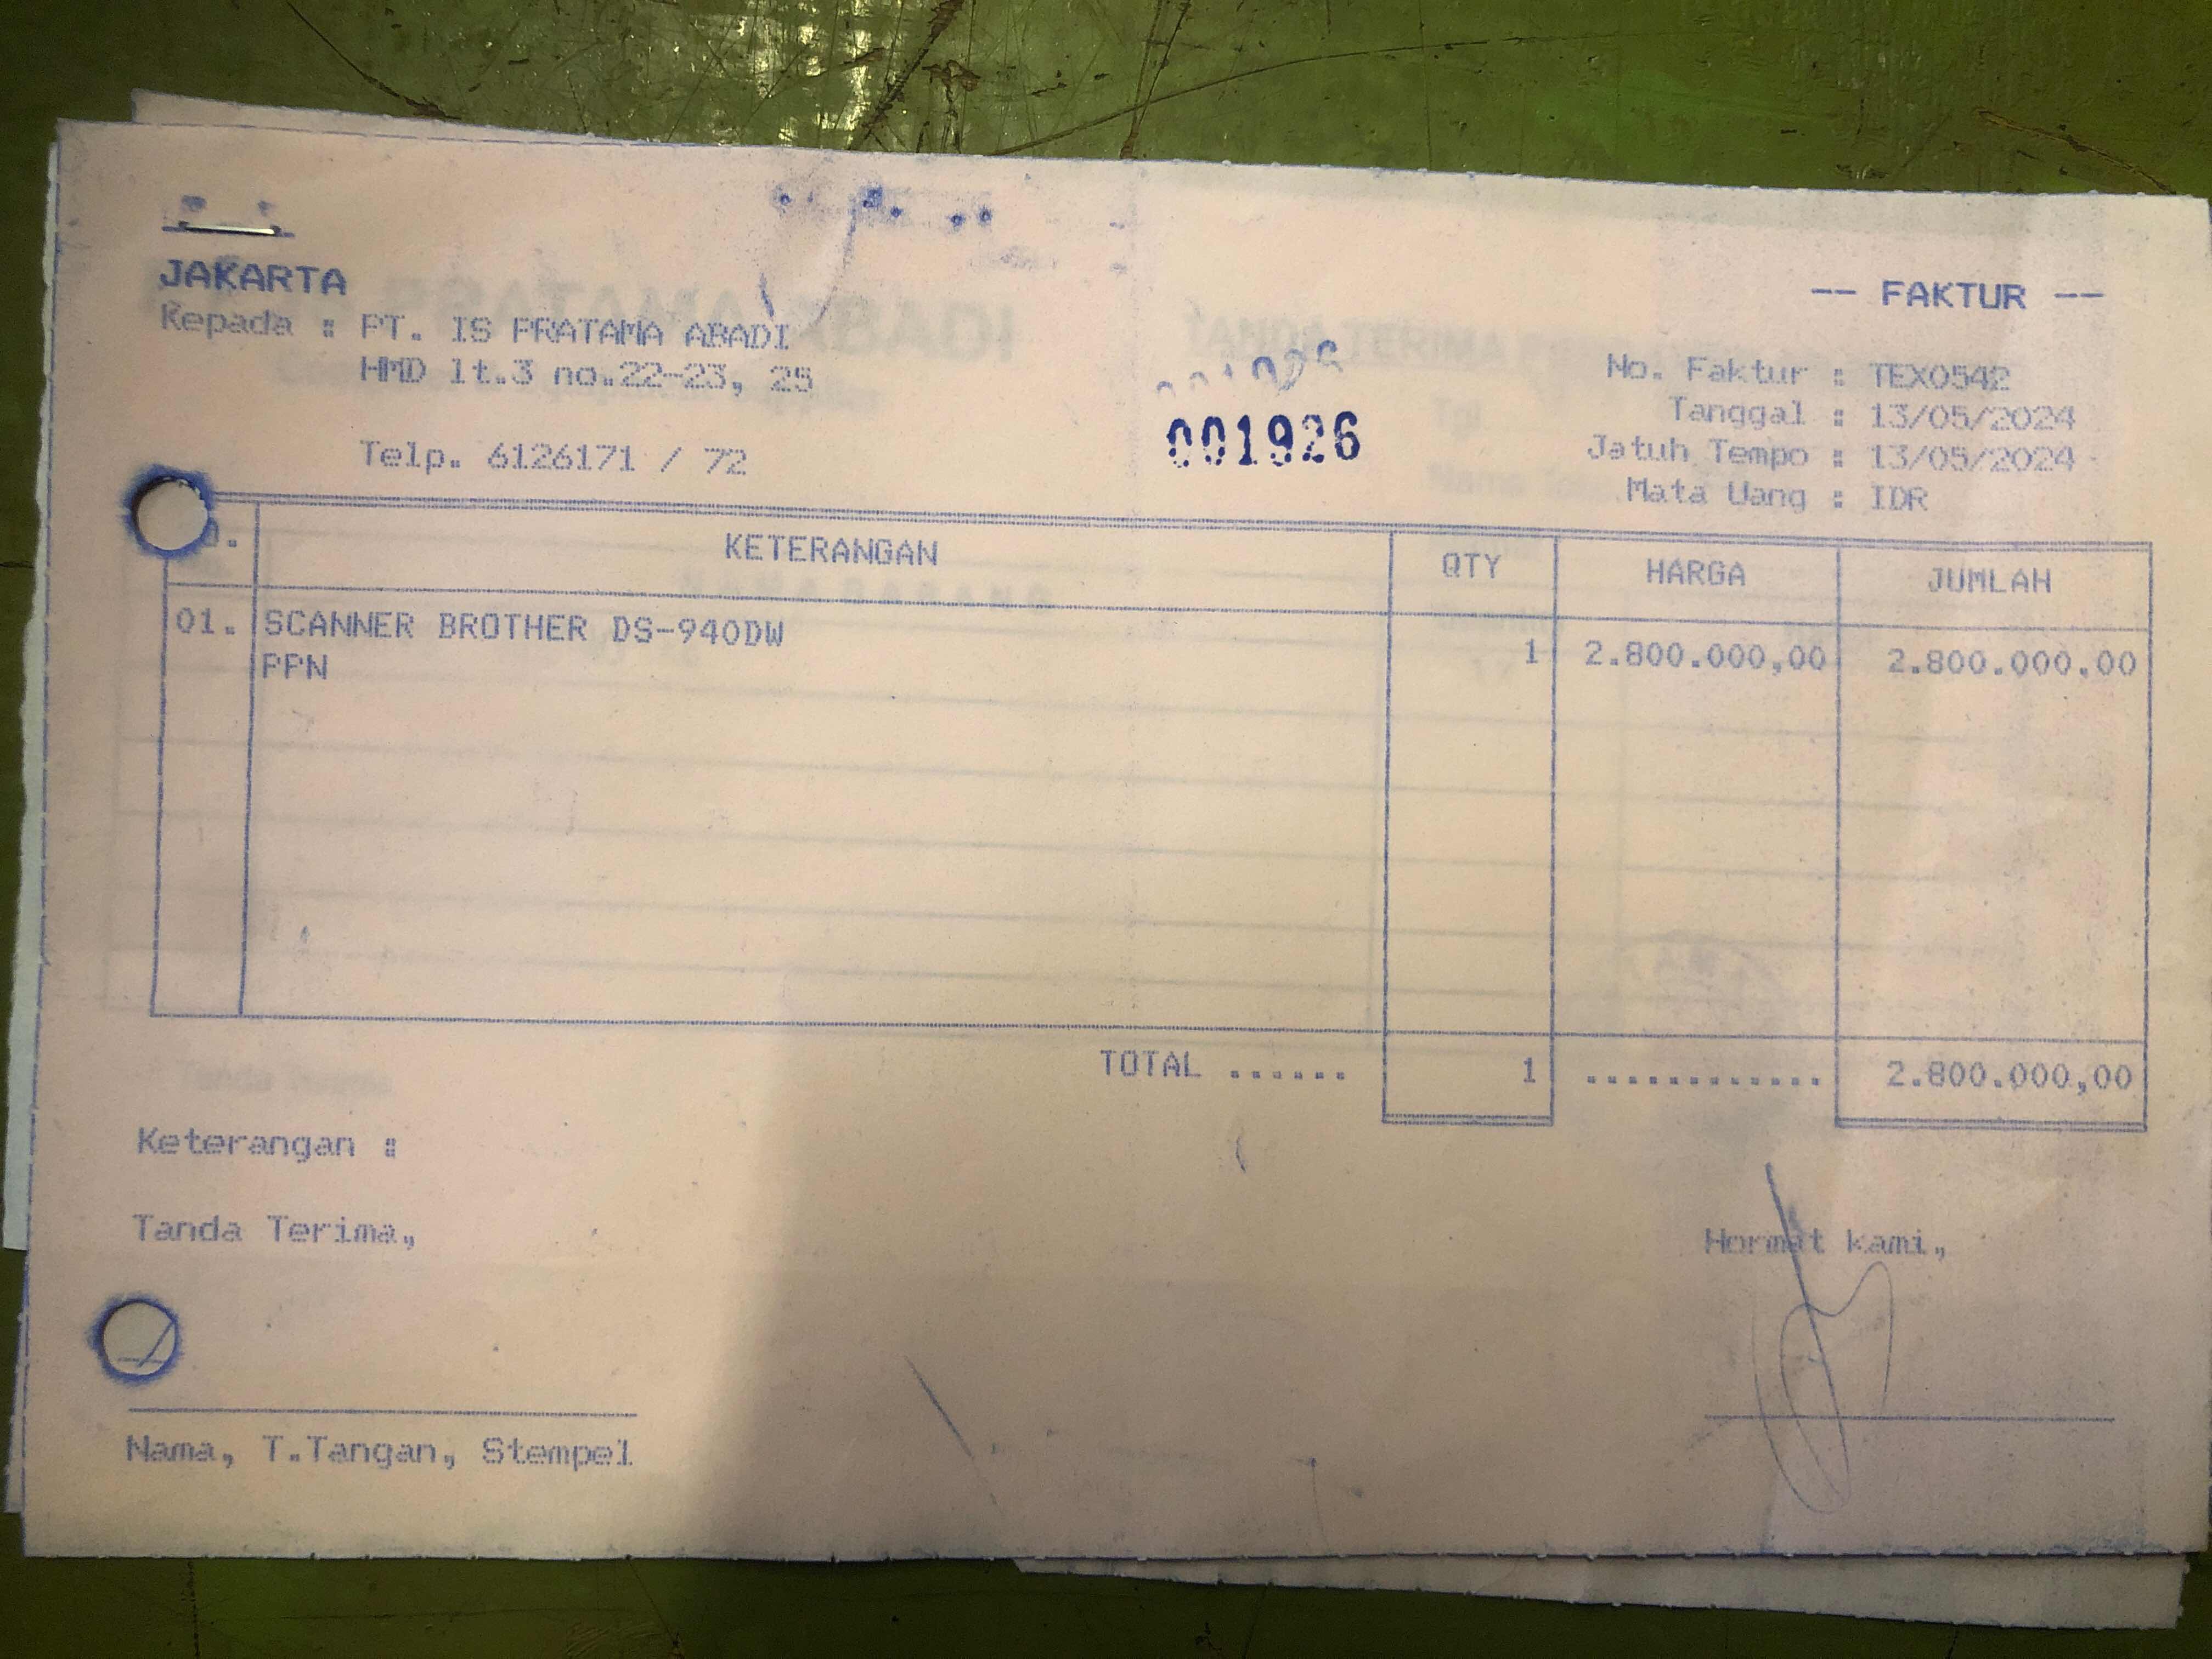 JAKARTA
-- FAKTUR --
Kepada : PT. IS PRATAMA ABADI
HMD lt.3 no.22-23, 25
Telp. 6126171 / 72
001926
001926
No. Faktur : TEX0542
Tanggal : 13/05/2024
Jatuh Tempo : 13/05/2024
Mata Uang : IDR
KETERANGAN QTY HARGA JUMLAH
01. SCANNER BROTHER DS-940DW
PPN 1 2.800.000,00 2.800.000,00
TOTAL ...... 1 ............ 2.800.000,00
Keterangan :
Tanda Terima,
Hormat kami,
Nama, T.Tangan, Stempel